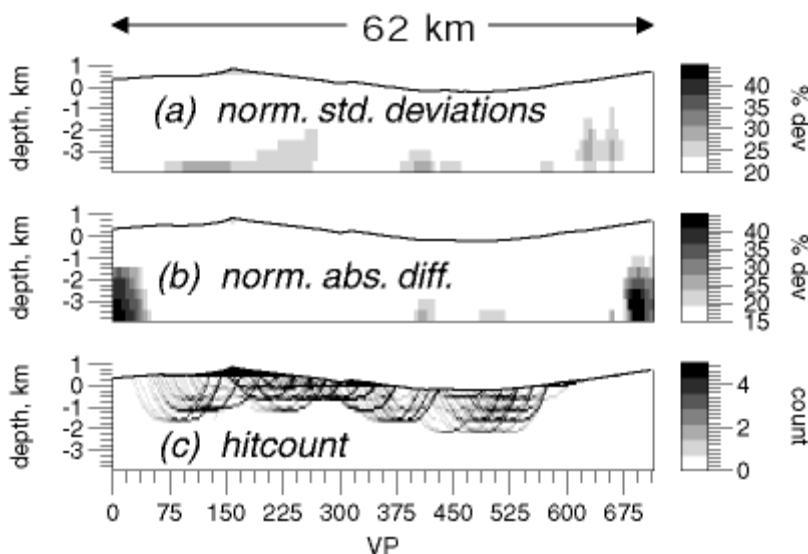 62 km
depth, km
1
0
-1
-2
-3
(a) norm. std. deviations
40
35
30
25
20
% dev
depth, km
1
0
-1
-2
-3
(b) norm. abs. diff.
40
35
30
25
20
15
% dev
depth, km
1
0
-1
-2
-3
(c) hitcount
4
2
0
count
0 75 150 225 300 375 450 525 600 675
VP